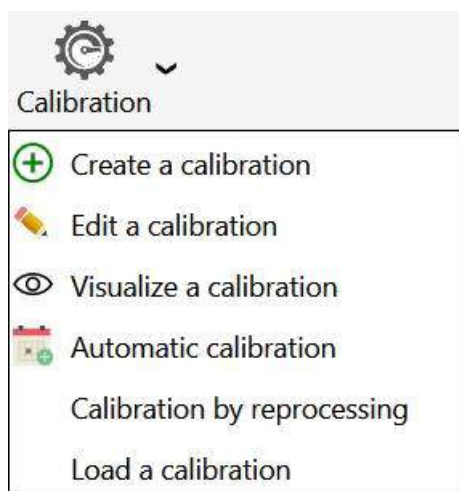 Calibration
Create a calibration
Edit a calibration
Visualize a calibration
Automatic calibration
Calibration by reprocessing
Load a calibration